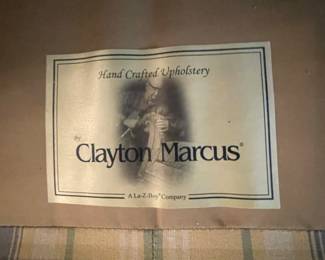 Hand Crafted Upholstery
By
Clayton Marcus®
A La-Z-Boy® Company